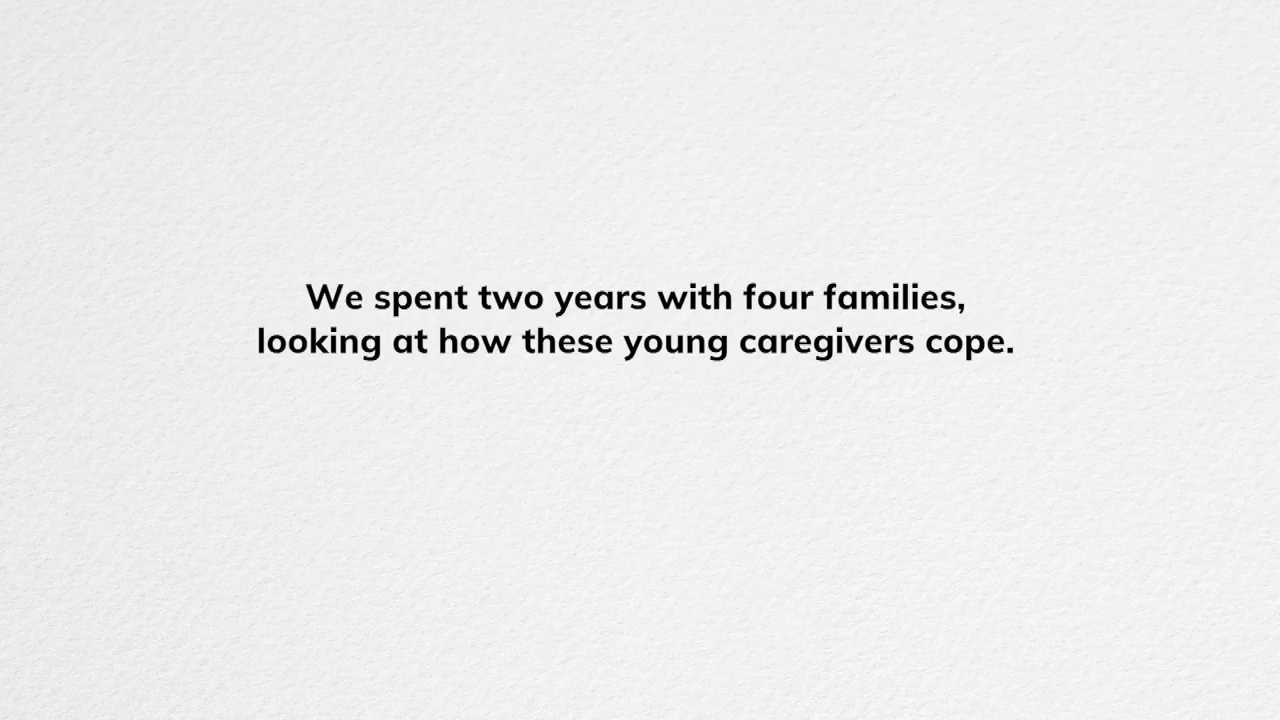 We spent two years with four families,
looking at how these young caregivers cope.